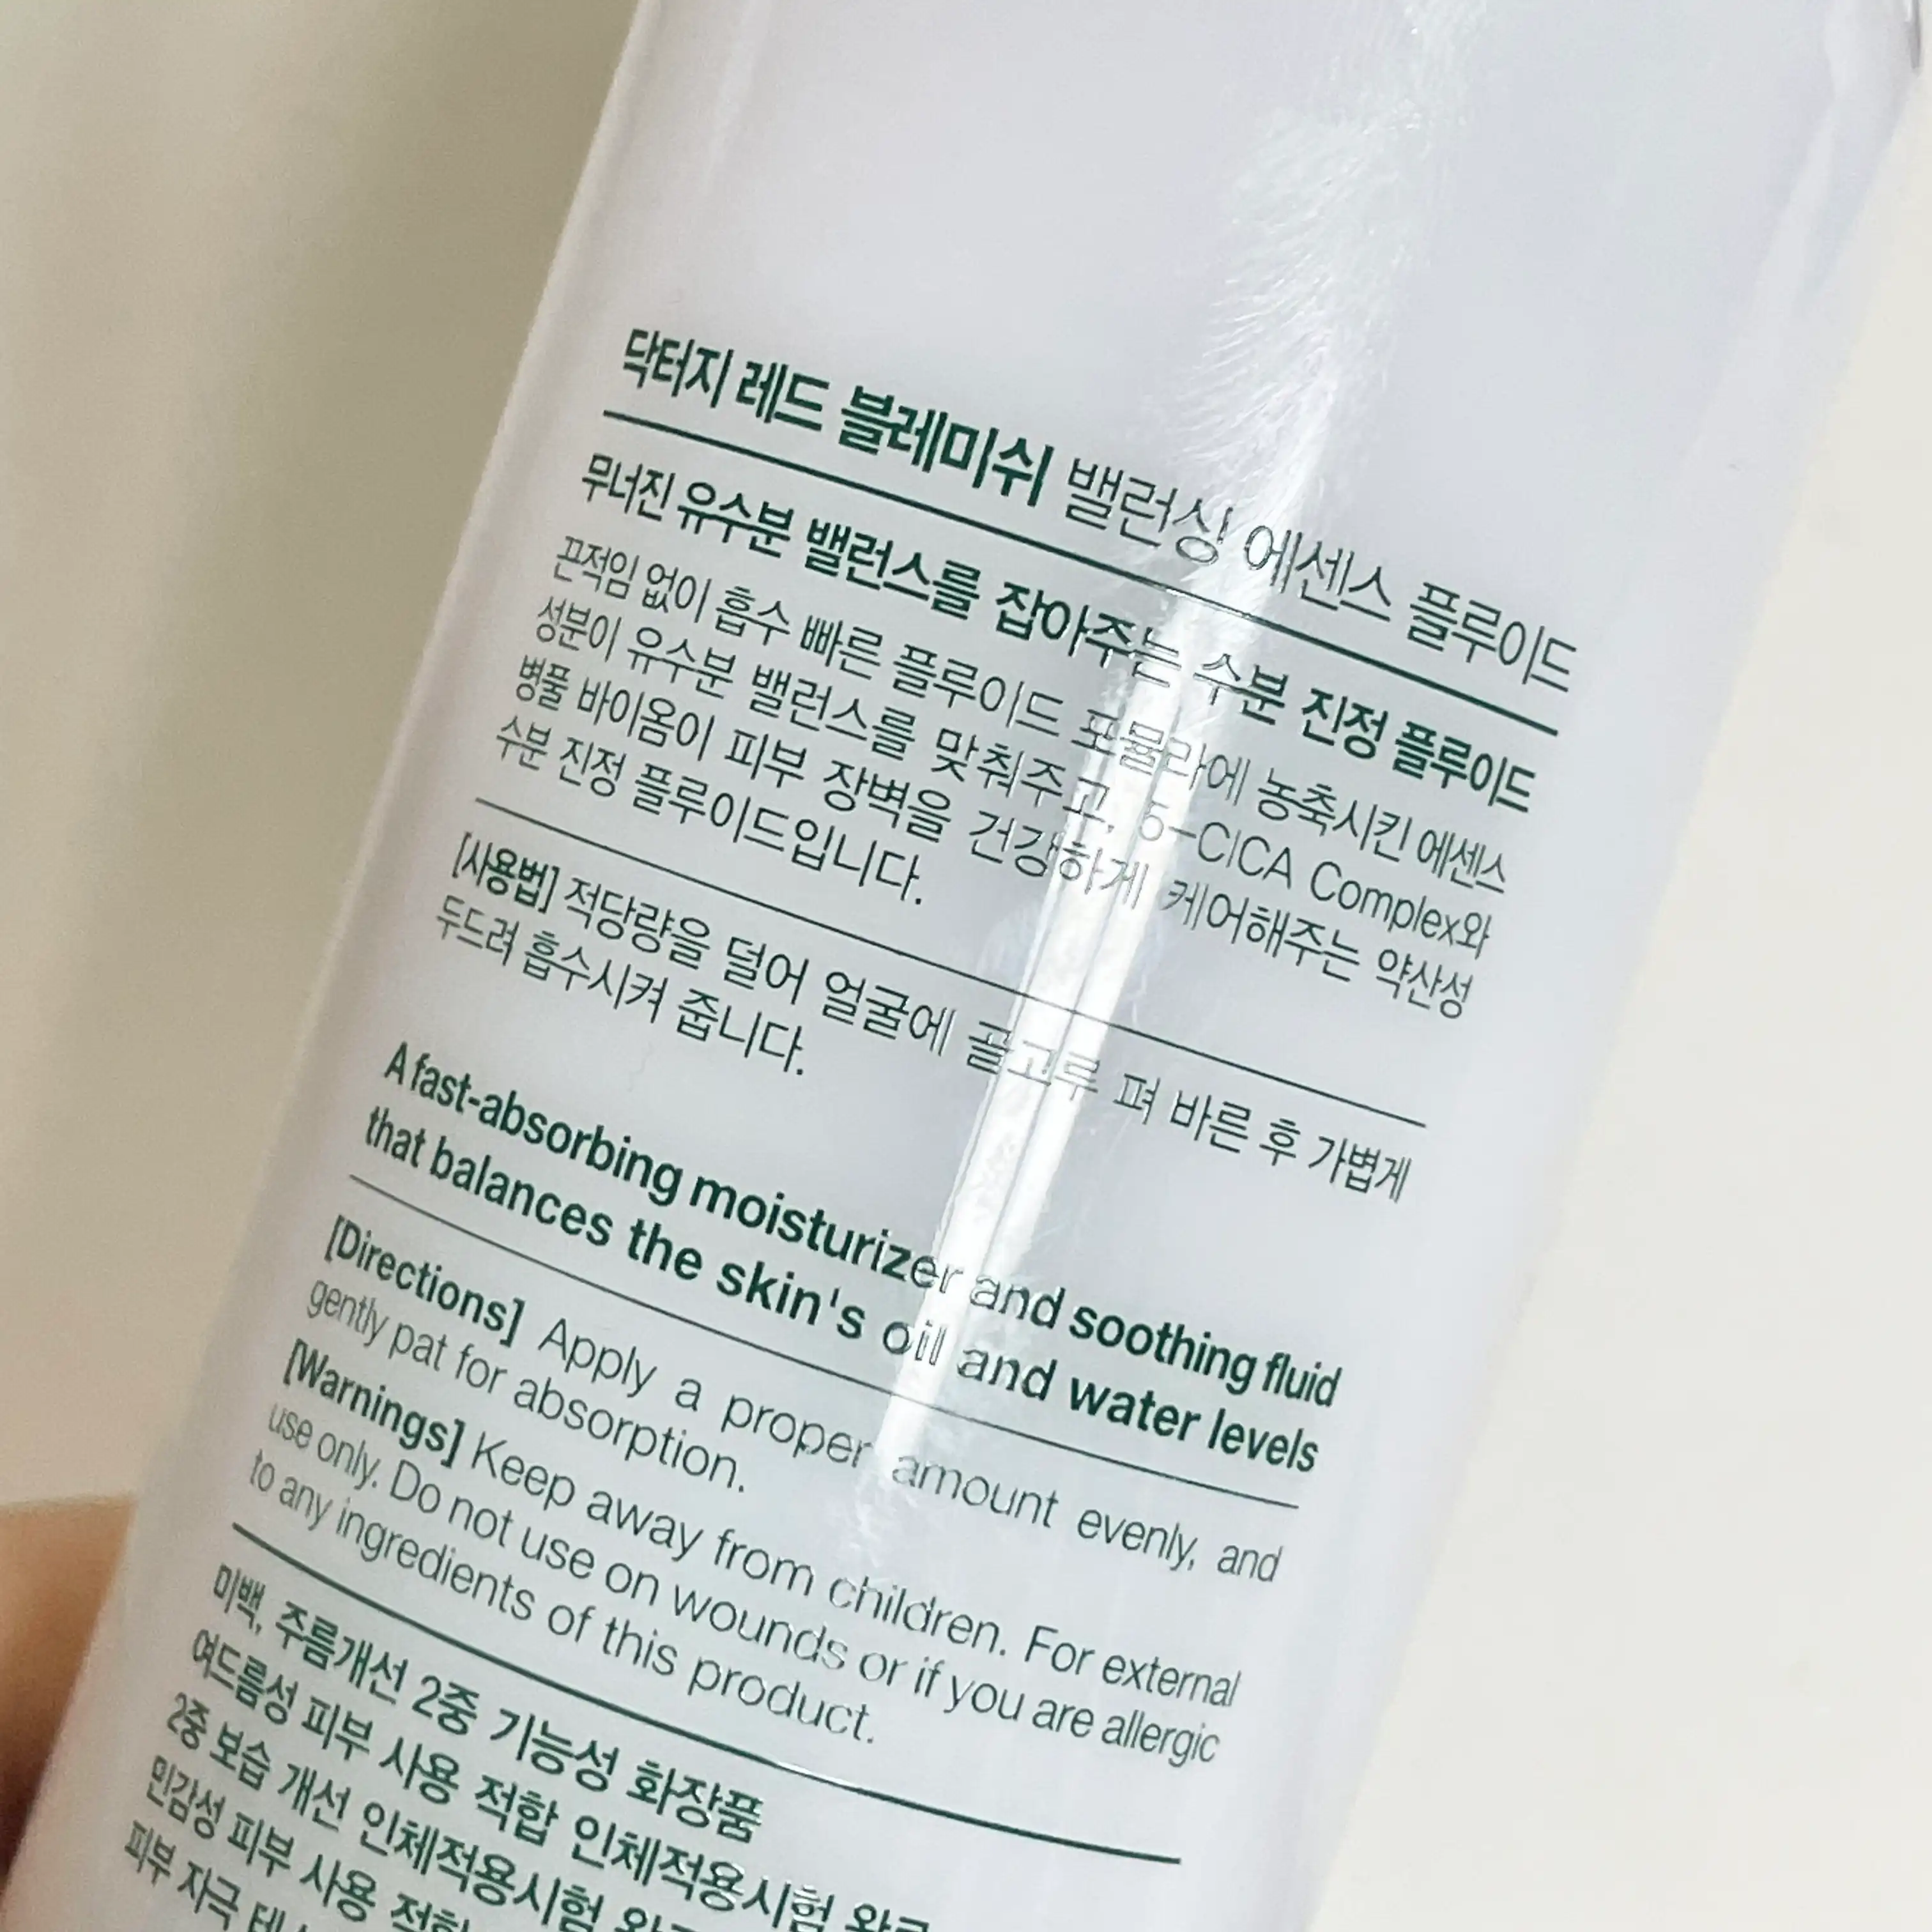 닥터지 레드 블레미쉬 밸런싱 에센스 플루이드
무너진 유수분 밸런스를 잡아주는 수분 진정 플루이드
끈적임 없이 흡수 빠른 플루이드 포뮬라에 농축시킨 에센스
성분이 유수분 밸런스를 맞춰주고, 5-CICA Complex와
병풀 바이옴이 피부 장벽을 건강하게 케어해주는 약산성
수분 진정 플루이드입니다.
[사용법] 적당량을 덜어 얼굴에 골고루 펴 바른 후 가볍게
두드려 흡수시켜 줍니다.
A fast-absorbing moisturizer and soothing fluid
that balances the skin's oil and water levels
[Directions] Apply a proper amount evenly, and
gently pat for absorption.
[Warnings] Keep away from children. For external
use only. Do not use on wounds or if you are allergic
to any ingredients of this product.
미백, 주름개선 2중 기능성 화장품
여드름성 피부 사용 적합 인체적용시험 완료
2중 보습 개선 인체적용시험
민감성 피부 사용 적합
피부 자극